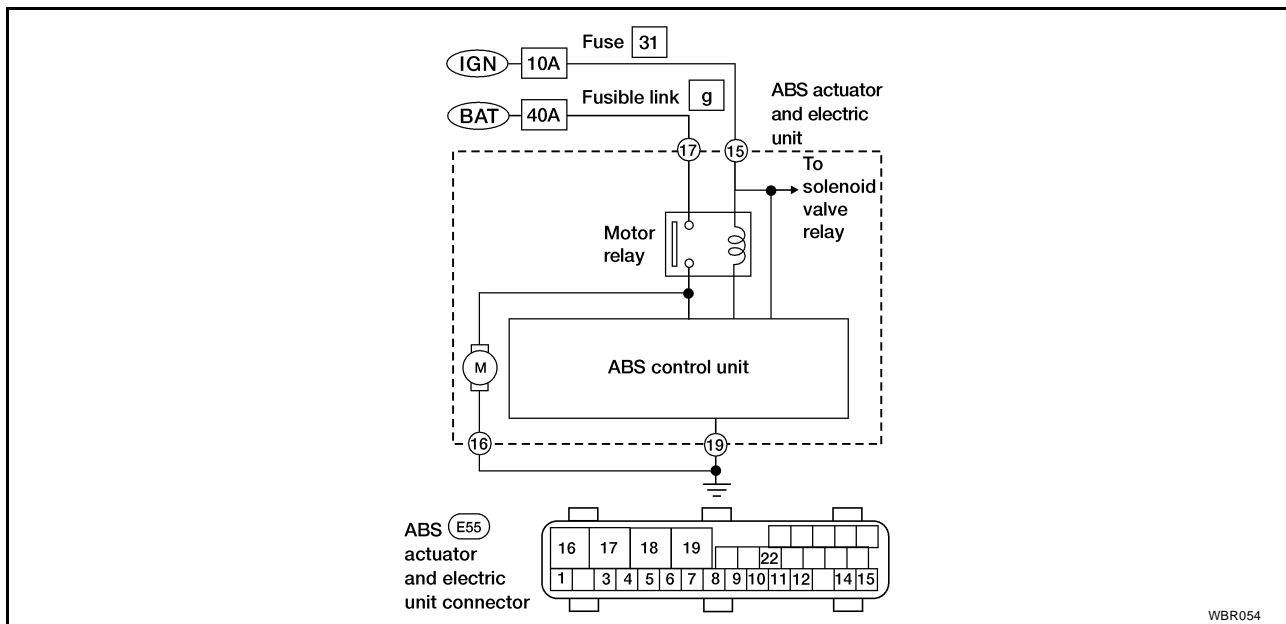 Fuse 31
IGN 10A
Fusible link g
BAT 40A
ABS actuator
and electric
unit
17 15
To
solenoid
valve
relay
Motor
relay
ABS control unit
M
16 19
ABS E55
actuator
and electric
unit connector
16 17 18 19
22
1 3 4 5 6 7 8 9 10 11 12 14 15
WBR054